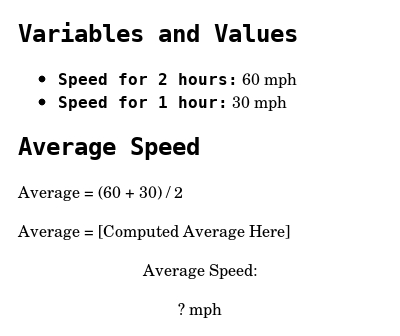 Variables and Values
• Speed for 2 hours: 60 mph
• Speed for 1 hour: 30 mph
Average Speed
Average = (60 + 30) / 2
Average = [Computed Average Here]
Average Speed:
? mph